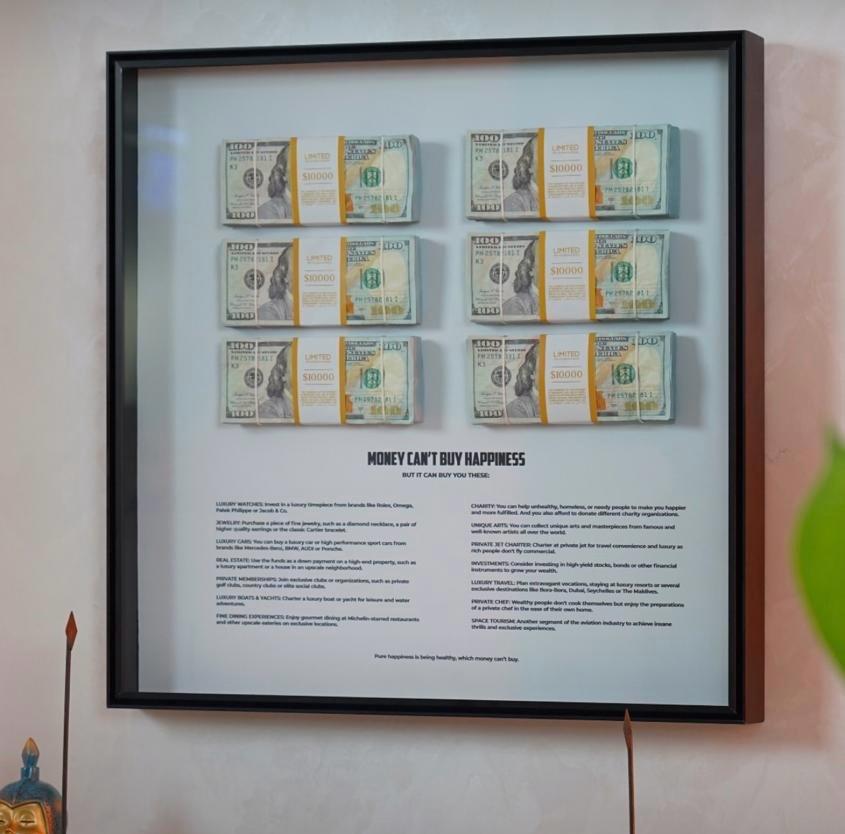 100
LIMITED
$10000
100
LIMITED
$10000
100
LIMITED
$10000
100
LIMITED
$10000
100
LIMITED
$10000
100
LIMITED
$10000
MONEY CAN'T BUY HAPPINESS
BUT IT CAN BUY YOU THESE:
LUXURY WATCHES: Invest in a luxury timepiece from brands like Rolex, Omega,
Patek Philippe or Jacob & Co.
JEWELRY: Purchase a piece of fine jewelry, such as a diamond necklace, a pair of
higher quality earrings or the classic Cartier bracelet.
LUXURY CARS: You can buy a luxury car or high performance sport cars from
brands like Mercedes-Benz, BMW, AUDI or Porsche.
REAL ESTATE: Use the funds as a down payment on a high-end property, such as
a luxury apartment or a house in an upscale neighborhood.
PRIVATE MEMBERSHIPS: Join exclusive clubs or organizations, such as private
golf clubs, country clubs or elite social clubs.
LUXURY BOATS & YACHTS: Charter a luxury boat or yacht for leisure and water
adventures.
FINE DINING EXPERIENCES: Enjoy gourmet dining at Michelin-starred restaurants
and other upscale eateries on exclusive locations.
CHARITY: You can help unhealthy, homeless, or needy people to make you happier
and more fulfilled. And you also afford to donate different charity organizations.
UNIQUE ARTS: You can collect unique arts and masterpieces from famous and
well-known artists all over the world.
PRIVATE JET CHARTER: Charter at private jet for travel convenience and luxury as
rich people don't fly commercial.
INVESTMENTS: Consider investing in high-yield stocks, bonds or other financial
instruments to grow your wealth.
LUXURY TRAVEL: Plan extravegant vocations, staying at luxury resorts or several
exclusive destinations like Bora-Bora, Dubai, Seychelles or The Maldives.
PRIVATE CHEF: Wealthy people don't cook themselves but enjoy the preparations
of a private chef in the ease of their own home.
SPACE TOURISM: Another segment of the aviation industry to achieve insane
thrills and exclusive experiences.
Pure happiness is being healthy, which money can't buy.